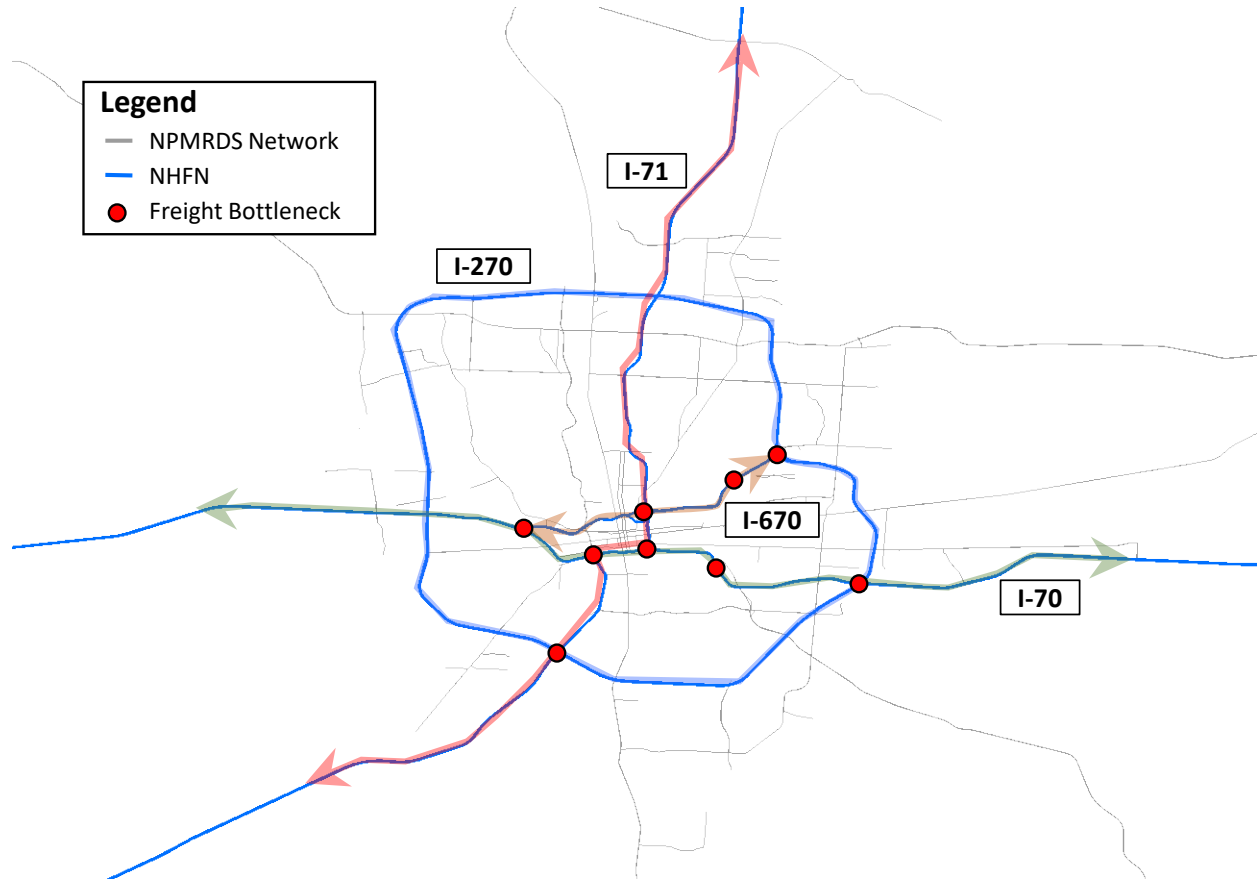 Legend
NPMRDS Network
NHFN
Freight Bottleneck
I-71
I-270
I-670
I-70